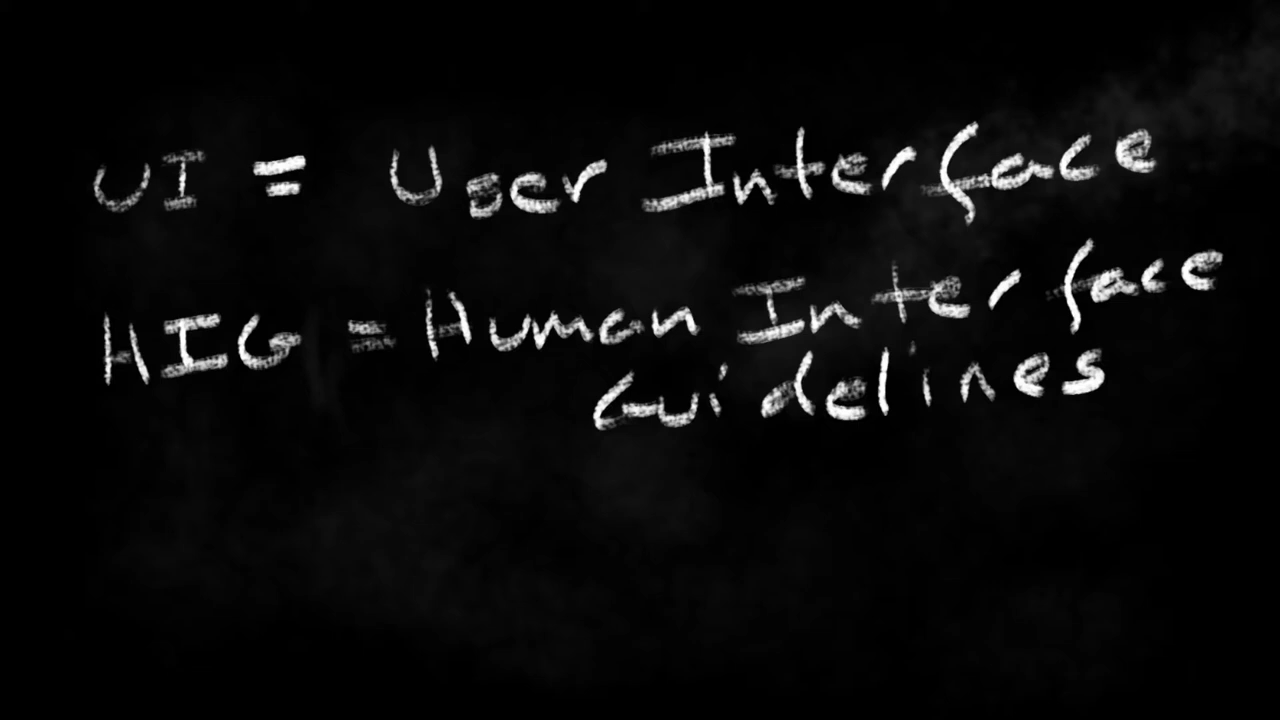 UI = User Interface
HIG = Human Interface
Guidelines